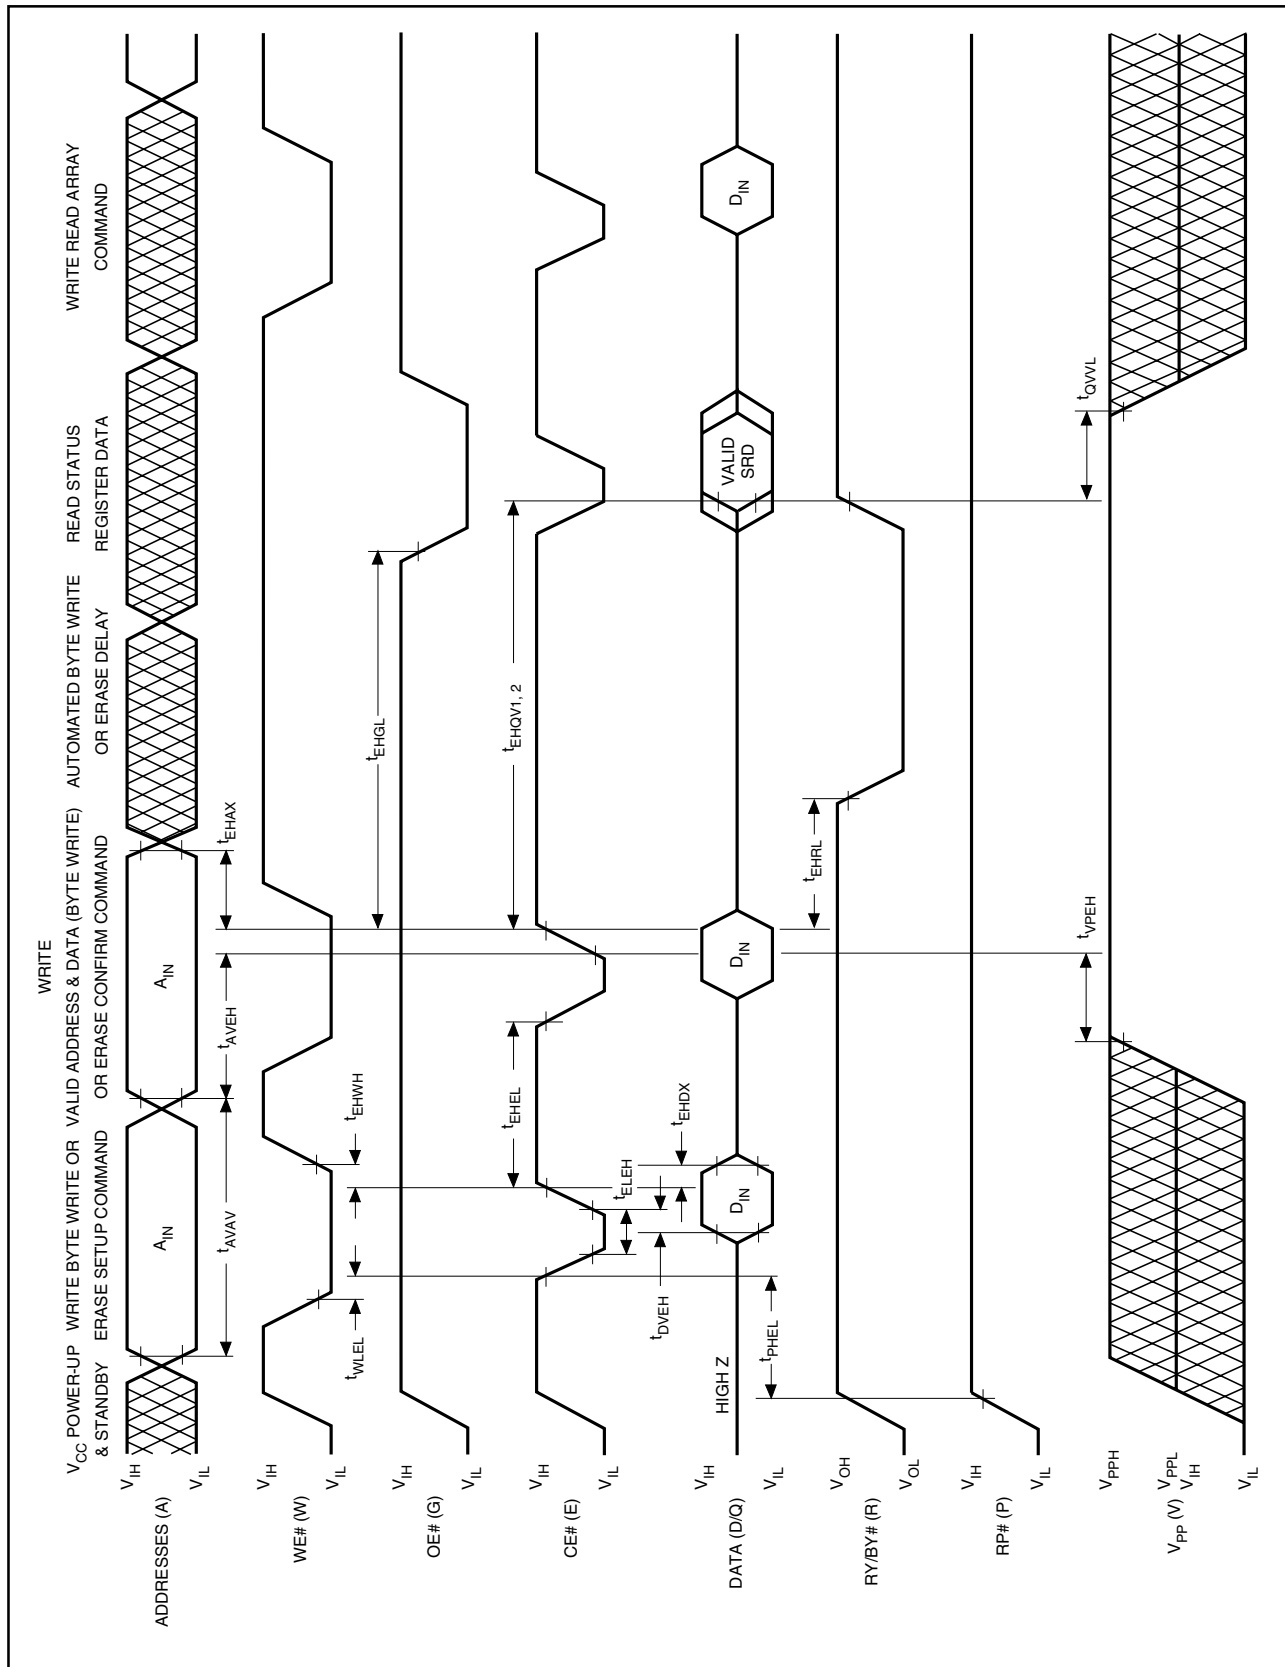 V_CC POWER-UP
& STANDBY
WRITE BYTE WRITE OR
ERASE SETUP COMMAND
WRITE
VALID ADDRESS & DATA (BYTE WRITE)
OR ERASE CONFIRM COMMAND
AUTOMATED BYTE WRITE
OR ERASE DELAY
READ STATUS
REGISTER DATA
WRITE READ ARRAY
COMMAND
ADDRESSES (A)
V_IH
V_IL
A_IN
A_IN
t_AVAV
t_AVEH
t_EHAX
WE# (W)
V_IH
V_IL
t_WLEL
t_EHWH
OE# (G)
V_IH
V_IL
t_EHGL
CE# (E)
V_IH
V_IL
t_EHEL
t_EHQV1, 2
t_ELEH
t_DVEH
t_EHDX
DATA (D/Q)
V_IH
V_IL
HIGH Z
D_IN
D_IN
VALID
SRD
D_IN
t_PHEL
RY/BY# (R)
V_OH
V_OL
t_EHRL
RP# (P)
V_IH
V_IL
t_VPEH
t_QVVL
V_PP (V)
V_PPH
V_PPL
V_IH
V_IL